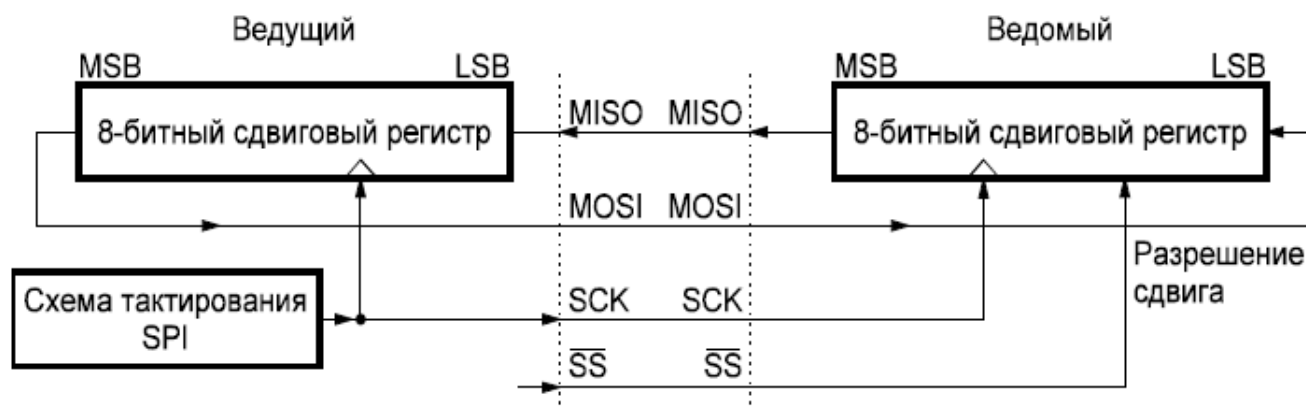 Ведущий Ведомый
MSB LSB MSB LSB
8-битный сдвиговый регистр MISO MISO 8-битный сдвиговый регистр
MOSI MOSI
Разрешение
сдвига
Схема тактирования
SPI
SCK SCK
SS SS